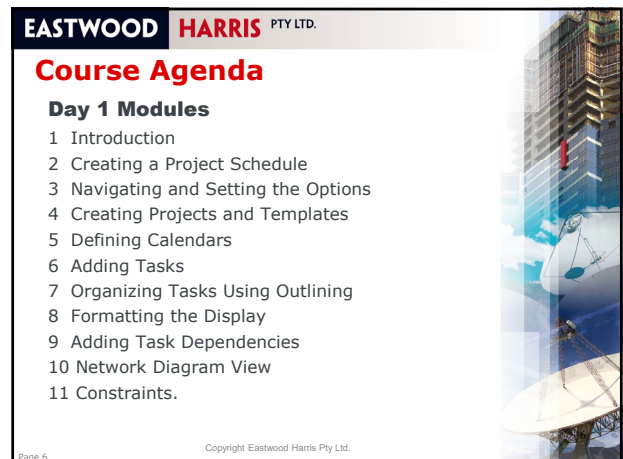 EASTWOOD HARRIS PTY LTD.
Course Agenda
Day 1 Modules
1 Introduction
2 Creating a Project Schedule
3 Navigating and Setting the Options
4 Creating Projects and Templates
5 Defining Calendars
6 Adding Tasks
7 Organizing Tasks Using Outlining
8 Formatting the Display
9 Adding Task Dependencies
10 Network Diagram View
11 Constraints.
6
Copyright Eastwood Harris Pty Ltd.
Page 6